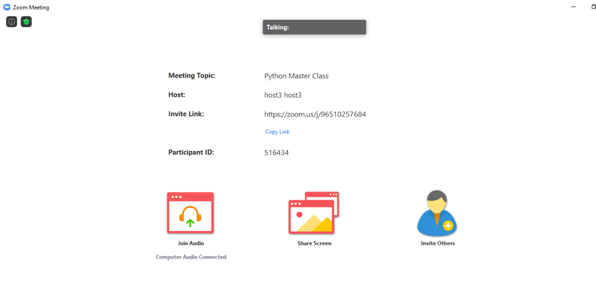 Zoom Meeting
Talking:
Meeting Topic: Python Master Class
Host: host3 host3
Invite Link: https://zoom.us/j/96510257684
Copy Link
Participant ID: 516434
Join Audio Share Screen Invite Others
Computer Audio Connected